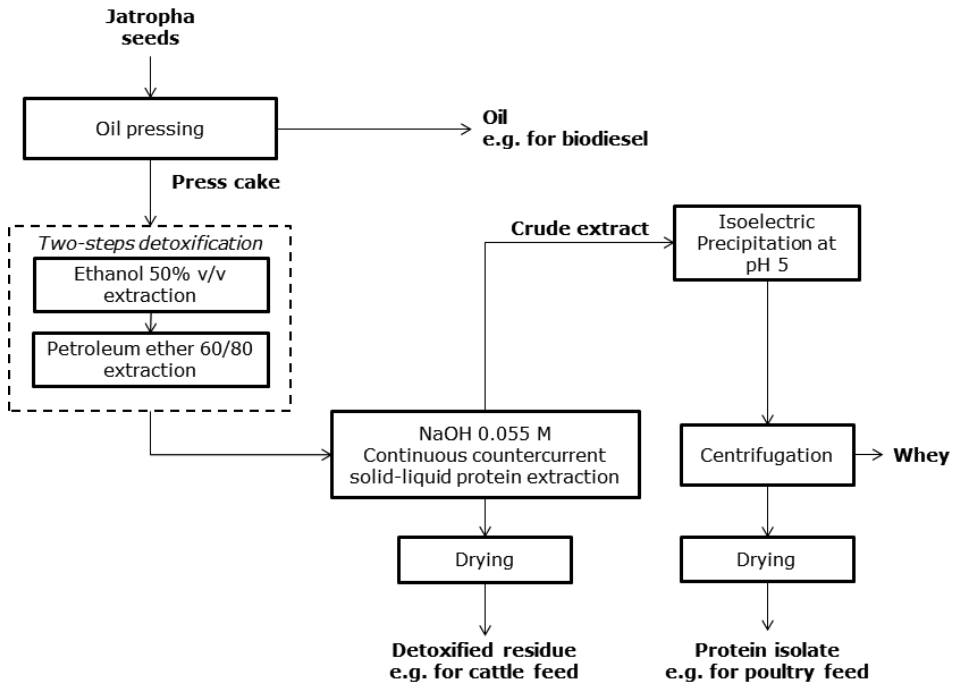 Jatropha
seeds
Oil pressing
Oil
e.g. for biodiesel
Press cake
Two-steps detoxification
Ethanol 50% v/v
extraction
Petroleum ether 60/80
extraction
Crude extract
Isoelectric
Precipitation at
pH 5
NaOH 0.055 M
Continuous countercurrent
solid-liquid protein extraction
Centrifugation
Whey
Drying
Drying
Detoxified residue
e.g. for cattle feed
Protein isolate
e.g. for poultry feed